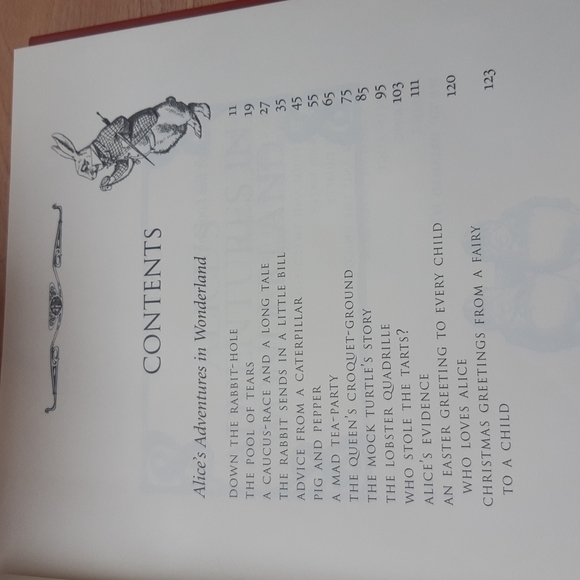 CONTENTS
Alice's Adventures in Wonderland
DOWN THE RABBIT-HOLE 11
THE POOL OF TEARS 19
A CAUCUS-RACE AND A LONG TALE 27
THE RABBIT SENDS IN A LITTLE BILL 35
ADVICE FROM A CATERPILLAR 45
PIG AND PEPPER 55
A MAD TEA-PARTY 65
THE QUEEN'S CROQUET-GROUND 75
THE MOCK TURTLE'S STORY 85
THE LOBSTER QUADRILLE 95
WHO STOLE THE TARTS? 103
ALICE'S EVIDENCE 111
AN EASTER GREETING TO EVERY CHILD 120
WHO LOVES ALICE
CHRISTMAS GREETINGS FROM A FAIRY 123
TO A CHILD